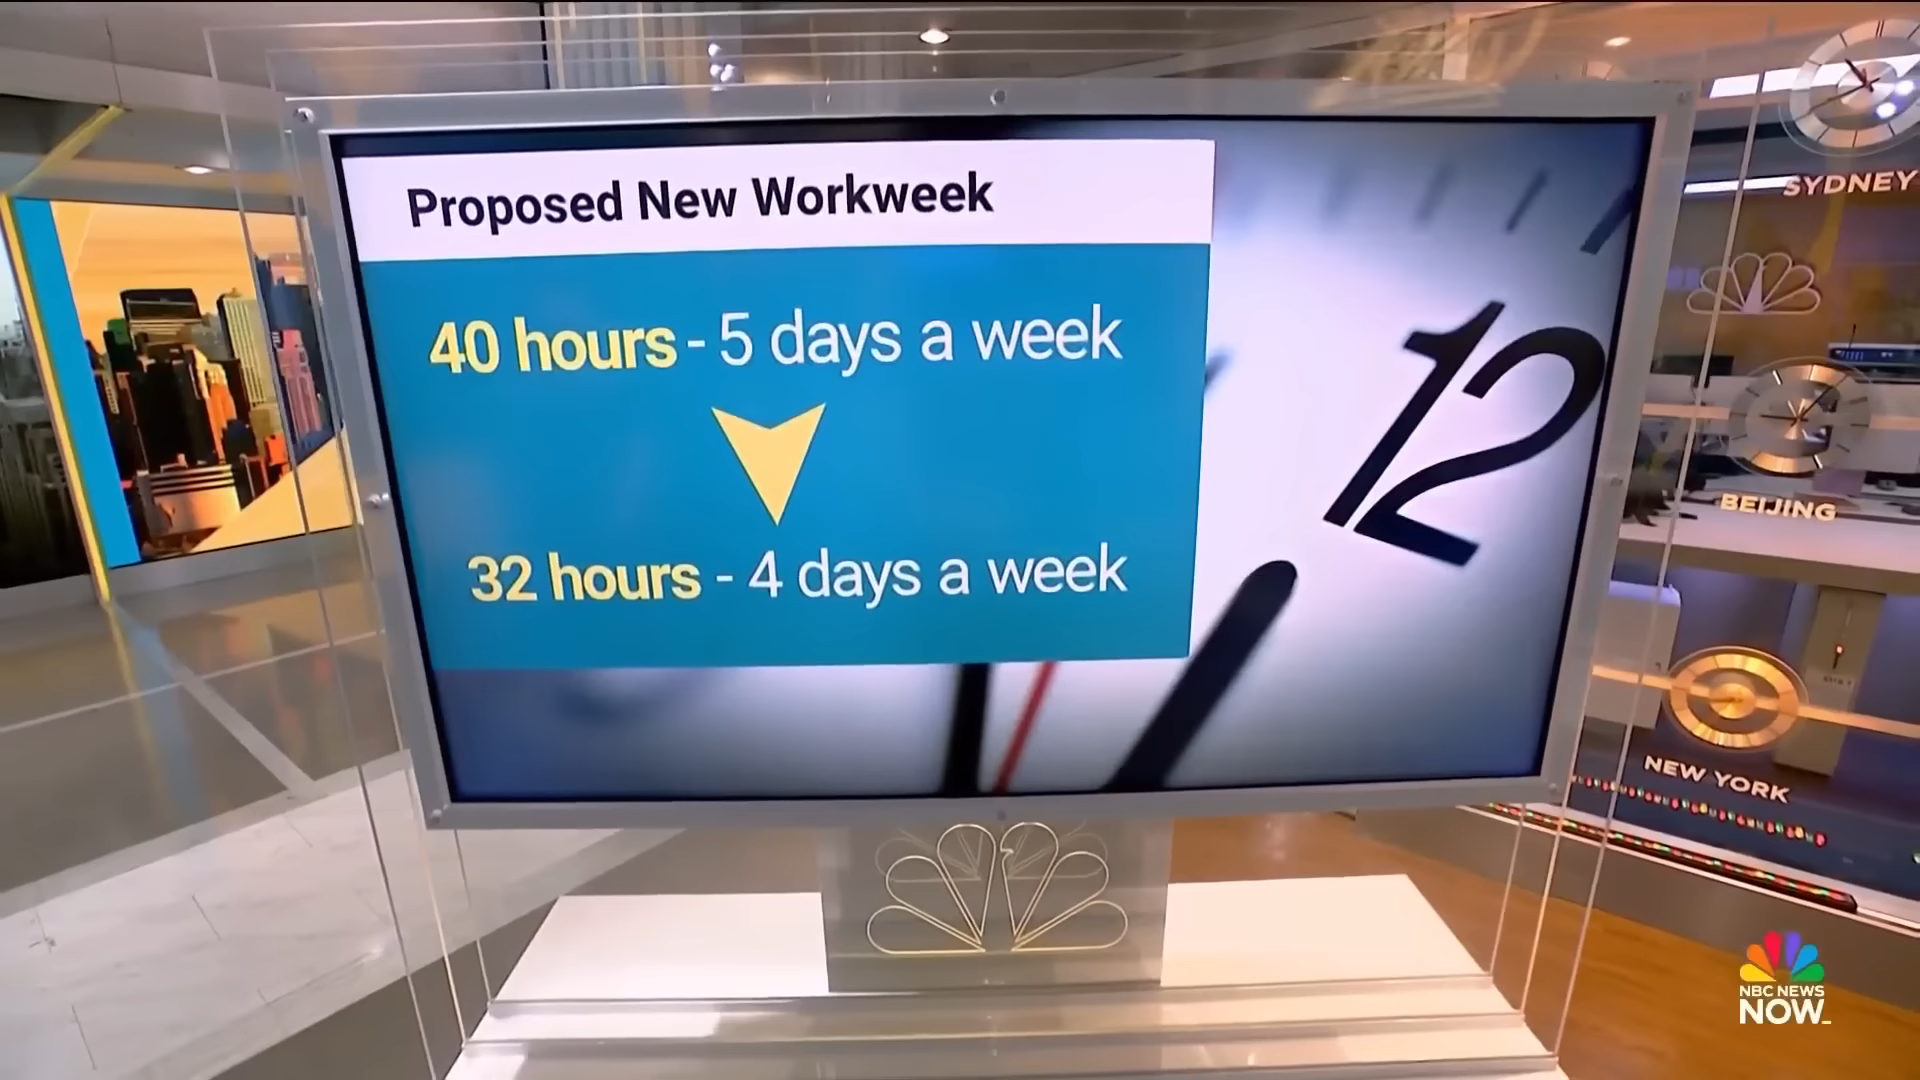 Proposed New Workweek
40 hours - 5 days a week
32 hours - 4 days a week
12
SYDNEY
BEIJING
NEW YORK
NBC NEWS
NOW_